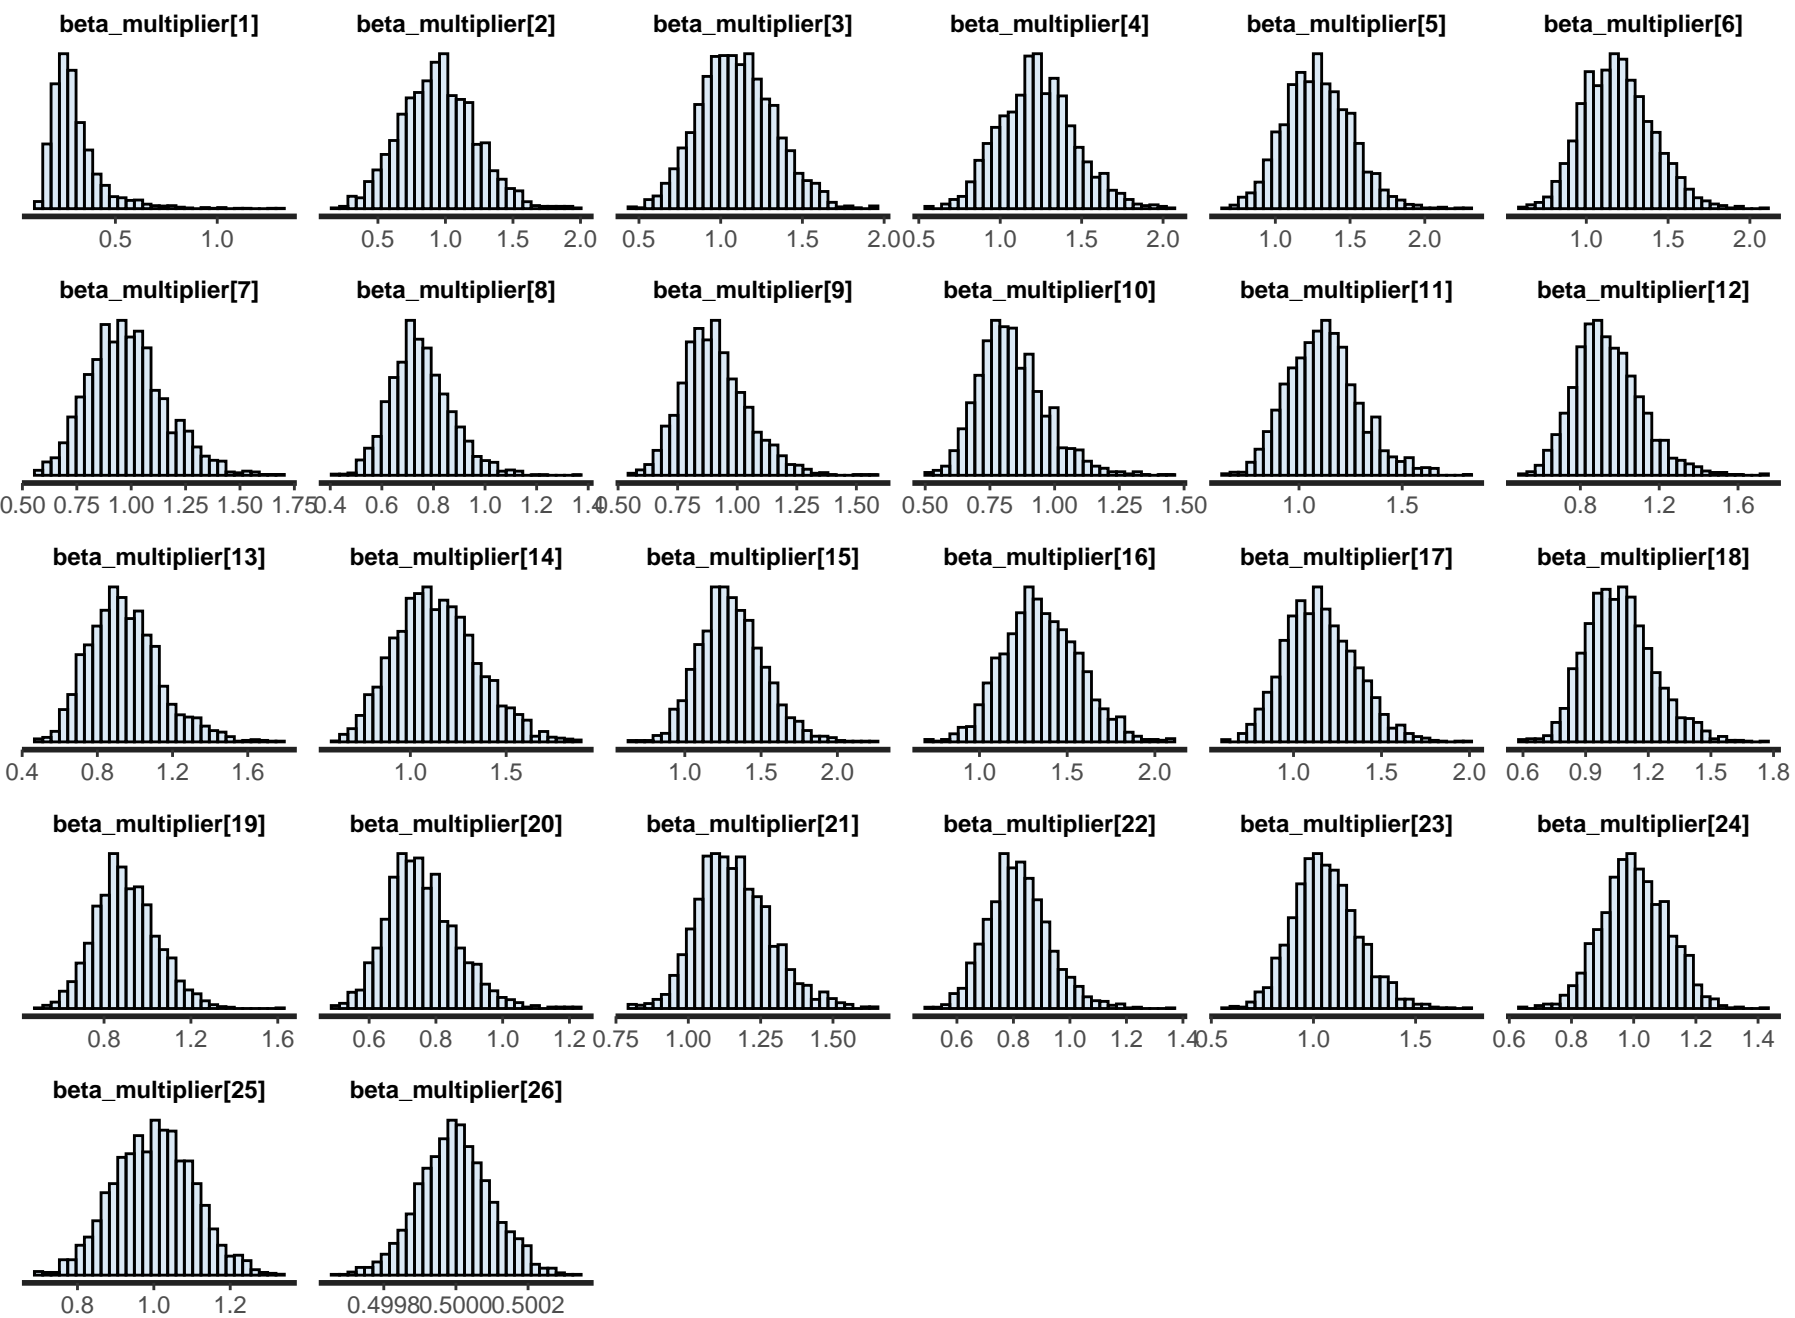 beta_multiplier[1] beta_multiplier[2] beta_multiplier[3] beta_multiplier[4] beta_multiplier[5] beta_multiplier[6]
0.5 1.0 0.5 1.0 1.5 2.0 0.5 1.0 1.5 2.0 0.5 1.0 1.5 2.0 1.0 1.5 2.0 1.0 1.5 2.0
beta_multiplier[7] beta_multiplier[8] beta_multiplier[9] beta_multiplier[10] beta_multiplier[11] beta_multiplier[12]
0.50 0.75 1.00 1.25 1.50 1.75 0.4 0.6 0.8 1.0 1.2 1.4 0.50 0.75 1.00 1.25 1.50 0.50 0.75 1.00 1.25 1.50 1.0 1.5 0.8 1.2 1.6
beta_multiplier[13] beta_multiplier[14] beta_multiplier[15] beta_multiplier[16] beta_multiplier[17] beta_multiplier[18]
0.4 0.8 1.2 1.6 1.0 1.5 1.0 1.5 2.0 1.0 1.5 2.0 1.0 1.5 2.0 0.6 0.9 1.2 1.5 1.8
beta_multiplier[19] beta_multiplier[20] beta_multiplier[21] beta_multiplier[22] beta_multiplier[23] beta_multiplier[24]
0.8 1.2 1.6 0.6 0.8 1.0 1.2 0.75 1.00 1.25 1.50 0.6 0.8 1.0 1.2 1.4 0.5 1.0 1.5 0.6 0.8 1.0 1.2 1.4
beta_multiplier[25] beta_multiplier[26]
0.8 1.0 1.2 0.4998 0.5000 0.5002